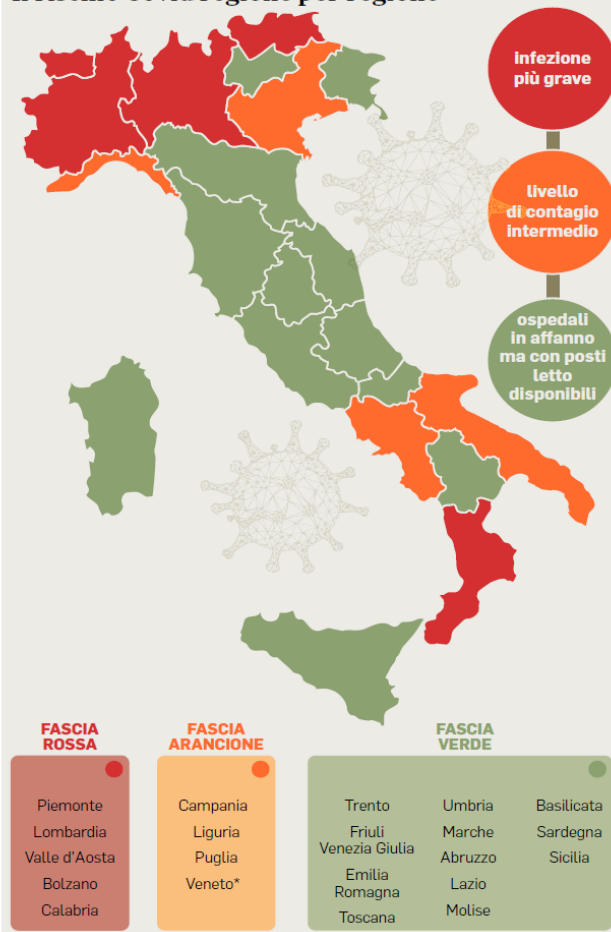 infezione
più grave
livello
di contagio
intermedio
ospedali
in affanno
ma con posti
letto
disponibili
FASCIA
ROSSA
Piemonte
Lombardia
Valle d'Aosta
Bolzano
Calabria
FASCIA
ARANCIONE
Campania
Liguria
Puglia
Veneto*
FASCIA
VERDE
Trento
Friuli
Venezia Giulia
Emilia
Romagna
Toscana
Umbria
Marche
Abruzzo
Lazio
Molise
Basilicata
Sardegna
Sicilia